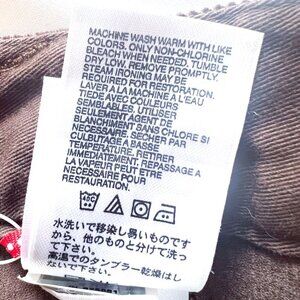 MACHINE WASH WARM WITH LIKE
COLORS. ONLY NON-CHLORINE
BLEACH WHEN NEEDED. TUMBLE
DRY LOW. REMOVE PROMPTLY.
STEAM IRONING MAY BE
REQUIRED FOR RESTORATION.
LAVER A LA MACHINE A L'EAU
TIEDE AVEC COULEURS
SEMBLABLES. UTILISER
SEULEMENT AGENT DE
BLANCHIMENT SANS CHLORE SI
NECESSAIRE. SECHER PAR
CULBUTAGE A BASSE
TEMPERATURE. RETIRER
IMMEDIATEMENT. REPASSAGE A
LA VAPEUR PEUT ETRE
NECESSAIRE POUR
RESTAURATION.
水洗いで移染し易いものです
から、他のものと分けて洗っ
て下さい。
高温でのタンブラー乾燥はし
ないで下さい。